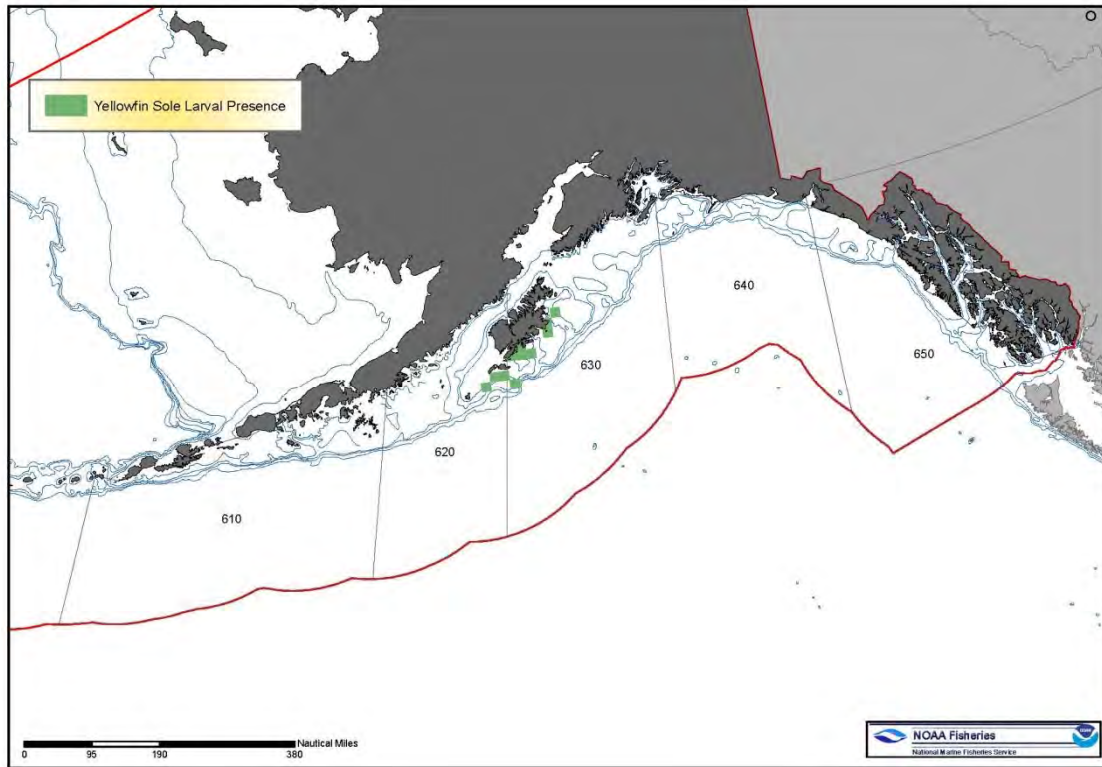 Yellowfin Sole Larval Presence
640
650
630
620
610
Nautical Miles
0 95 190 380
NOAA Fisheries
National Marine Fisheries Service